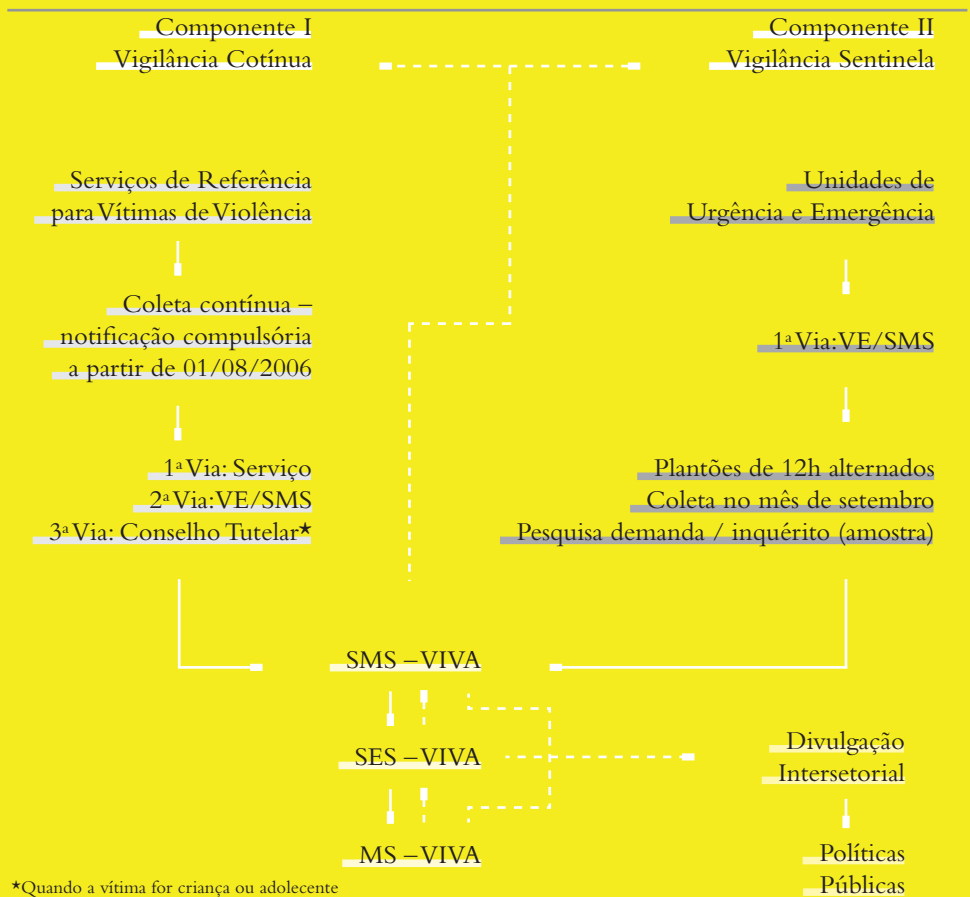 Componente I
Vigilância Cotínua
Componente II
Vigilância Sentinela
Serviços de Referência
para Vítimas de Violência
Unidades de
Urgência e Emergência
Coleta contínua –
notificação compulsória
a partir de 01/08/2006
1ª Via:VE/SMS
1ª Via: Serviço
2ª Via:VE/SMS
3ª Via: Conselho Tutelar★
Plantões de 12h alternados
Coleta no mês de setembro
Pesquisa demanda / inquérito (amostra)
SMS –VIVA
SES –VIVA
MS –VIVA
Divulgação
Intersetorial
Políticas
Públicas
★Quando a vítima for criança ou adolecente